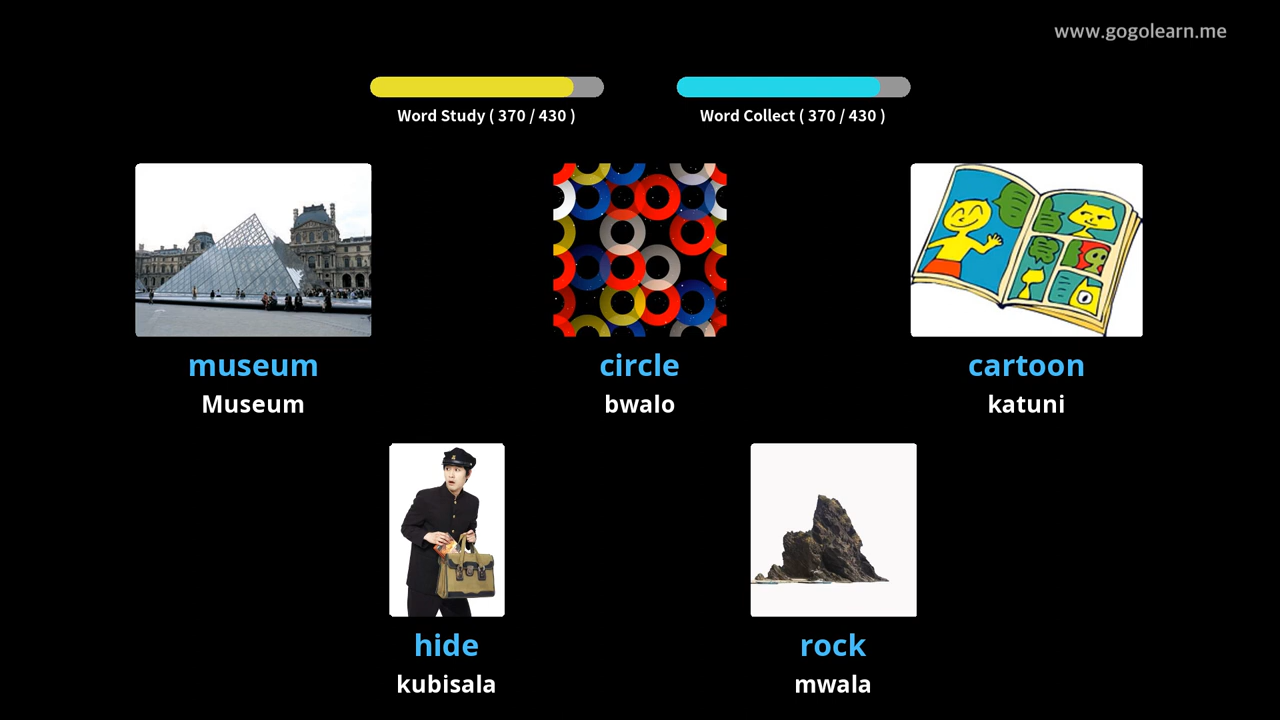 www.gogolearn.me
Word Study ( 370 / 430 )
Word Collect ( 370 / 430 )
museum
Museum
circle
bwalo
cartoon
katuni
hide
kubisala
rock
mwala